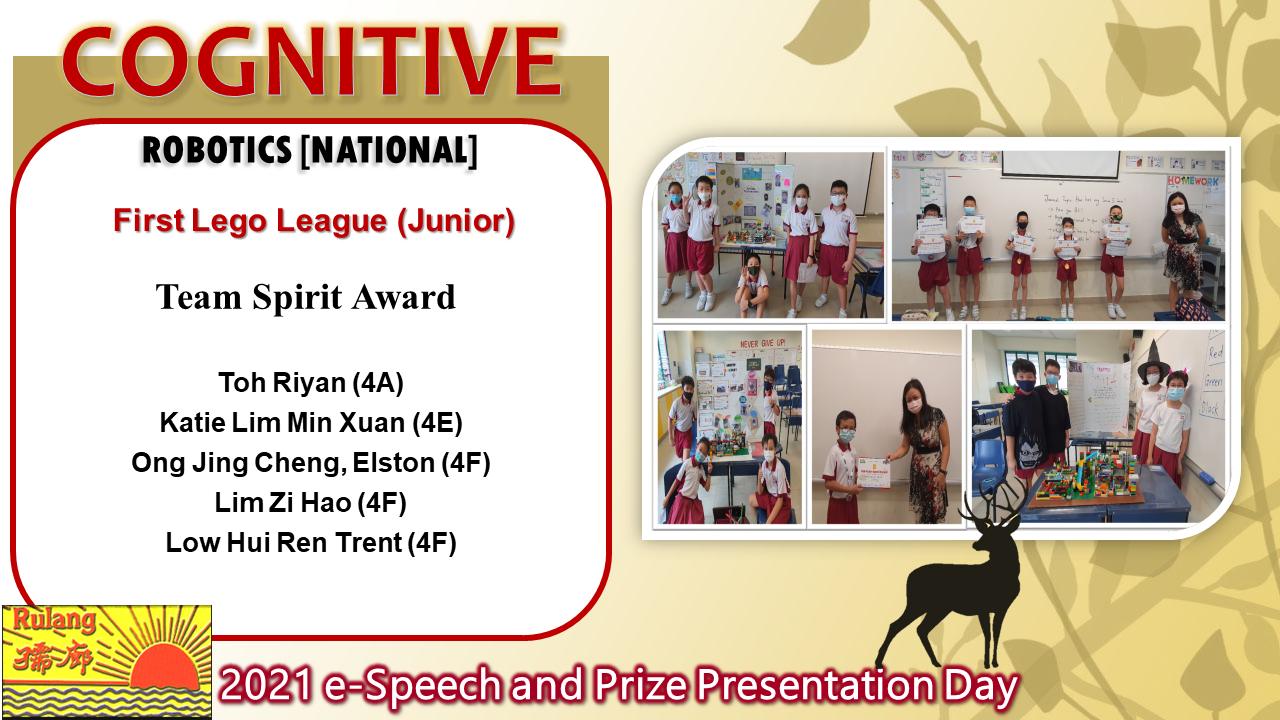 COGNITIVE
ROBOTICS [NATIONAL]
First Lego League (Junior)
Team Spirit Award
Toh Riyan (4A)
Katie Lim Min Xuan (4E)
Ong Jing Cheng, Elston (4F)
Lim Zi Hao (4F)
Low Hui Ren Trent (4F)
HOMEWORK
NEVER GIVE UP!
Red
Green
Black
Rulang
孺廊
2021 e-Speech and Prize Presentation Day